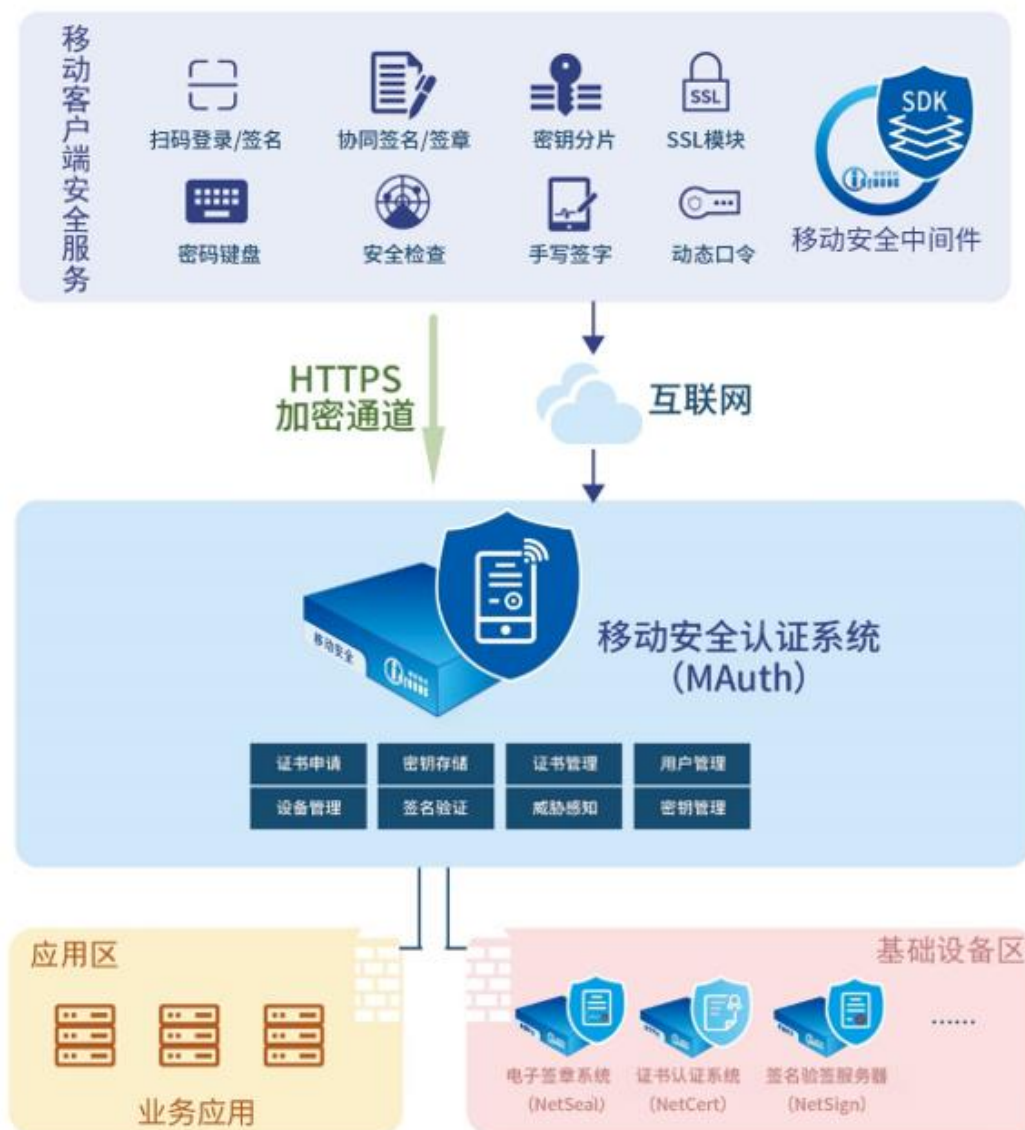 移动客户端安全服务
扫码登录/签名
协同签名/签章
密钥分片
SSL
SSL模块
密码键盘
安全检查
手写签字
动态口令
SDK
移动安全中间件
HTTPS
加密通道
互联网
移动安全
移动安全认证系统
(MAuth)
证书申请
密钥存储
证书管理
用户管理
设备管理
签名验证
威胁感知
密钥管理
应用区
业务应用
基础设备区
电子签章系统
(NetSeal)
证书认证系统
(NetCert)
签名验签服务器
(NetSign)
......